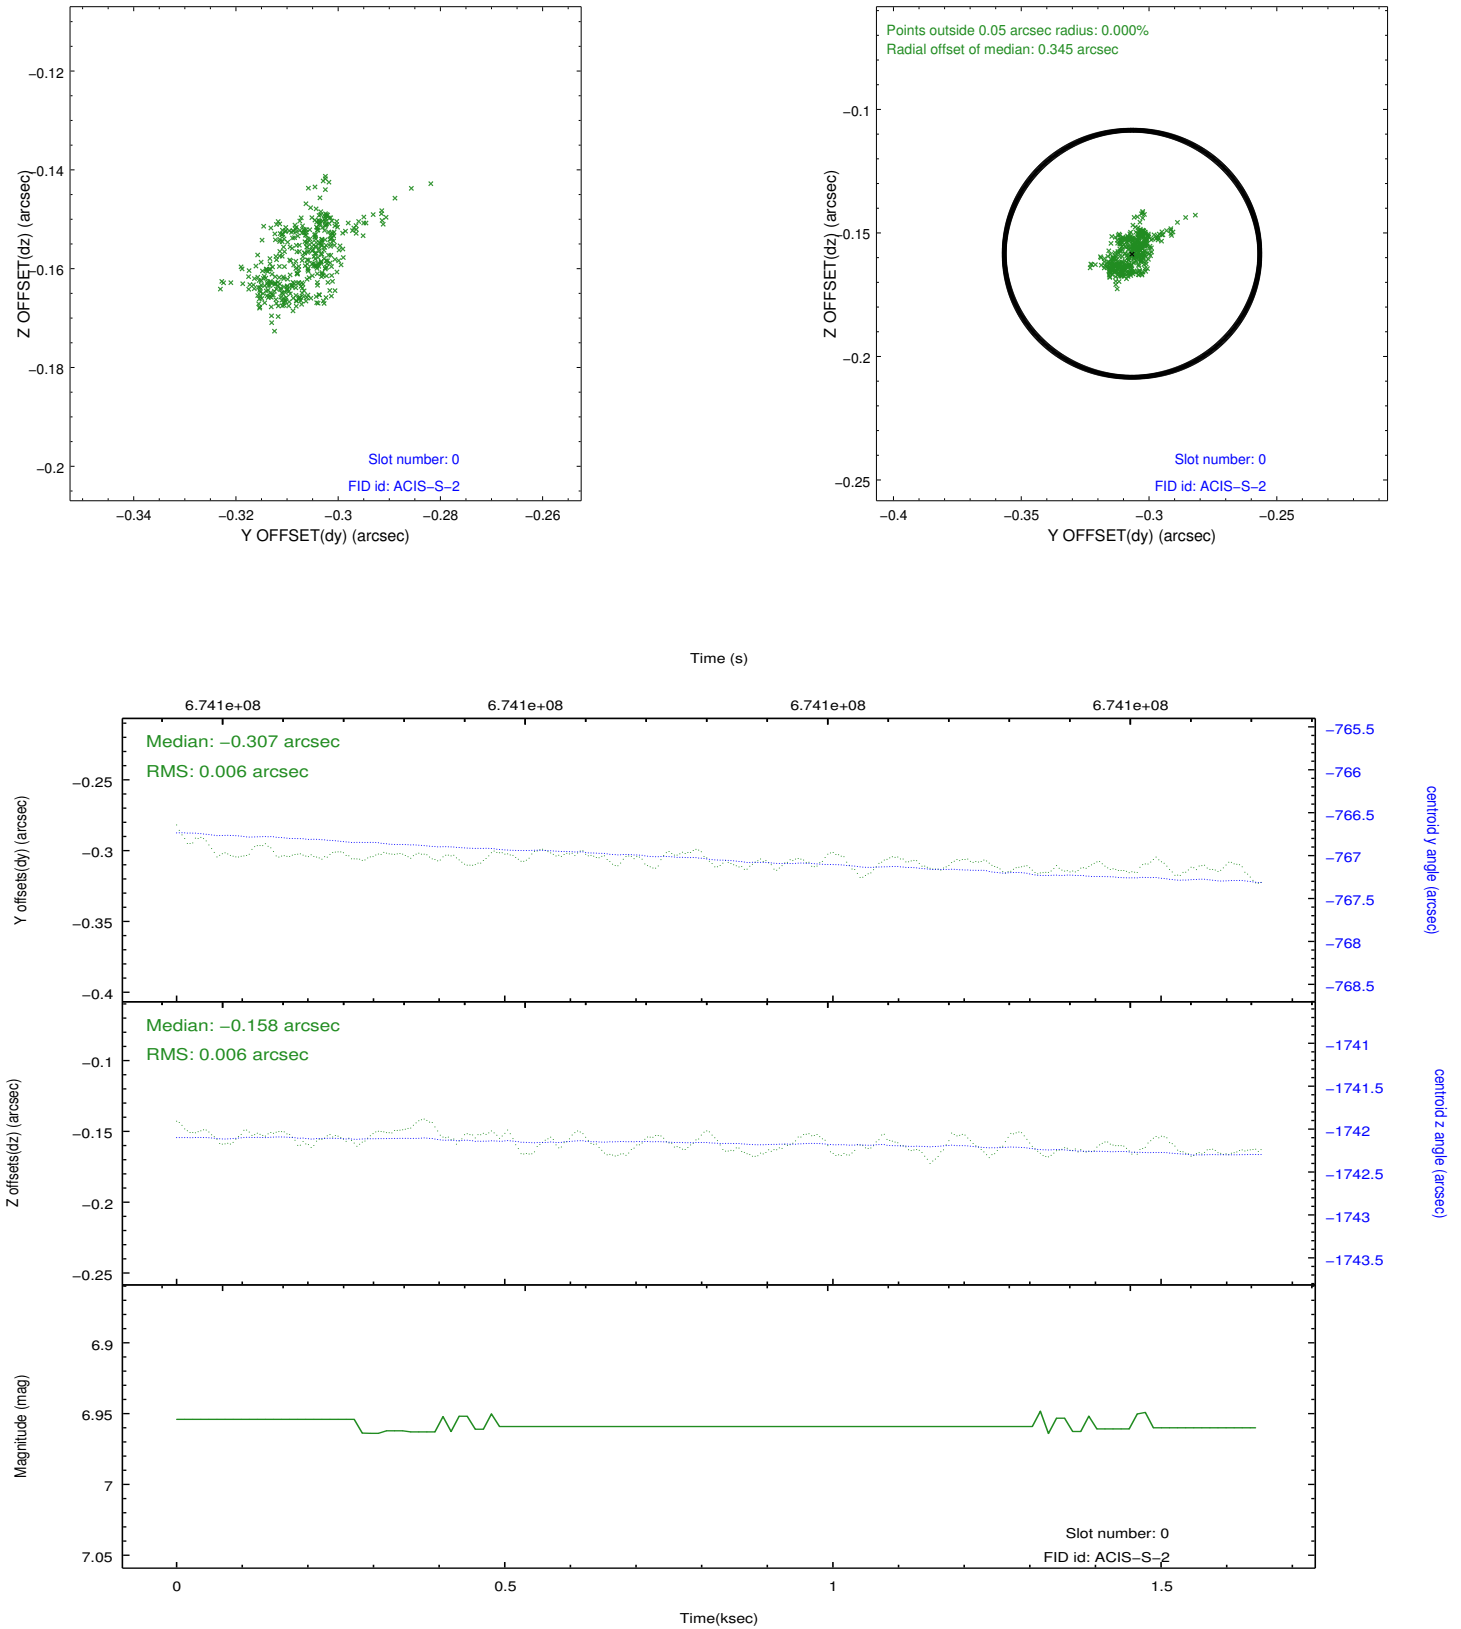 −0.12
−0.14
−0.16
−0.18
−0.2
Z OFFSET(dz) (arcsec)
Slot number: 0
FID id: ACIS−S−2
−0.34 −0.32 −0.3 −0.28 −0.26
Y OFFSET(dy) (arcsec)
Points outside 0.05 arcsec radius: 0.000%
Radial offset of median: 0.345 arcsec
−0.1
−0.15
−0.2
−0.25
Z OFFSET(dz) (arcsec)
Slot number: 0
FID id: ACIS−S−2
−0.4 −0.35 −0.3 −0.25
Y OFFSET(dy) (arcsec)
Time (s)
6.741e+08 6.741e+08 6.741e+08 6.741e+08
Median: −0.307 arcsec
RMS: 0.006 arcsec
−0.25
−0.3
−0.35
−0.4
Y offsets(dy) (arcsec)
−765.5
−766
−766.5
−767
−767.5
−768
−768.5
centroid y angle (arcsec)
Median: −0.158 arcsec
RMS: 0.006 arcsec
−0.1
−0.15
−0.2
−0.25
Z offsets(dz) (arcsec)
−1741
−1741.5
−1742
−1742.5
−1743
−1743.5
centroid z angle (arcsec)
6.9
6.95
7
7.05
Magnitude (mag)
Slot number: 0
FID id: ACIS−S−2
0 0.5 1 1.5
Time(ksec)